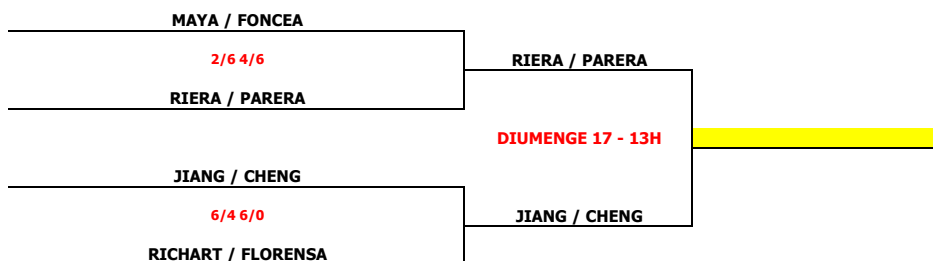 MAYA / FONCEA
2/6 4/6
RIERA / PARERA
RIERA / PARERA
DIUMENGE 17 - 13H
JIANG / CHENG
6/4 6/0
JIANG / CHENG
RICHART / FLORENSA